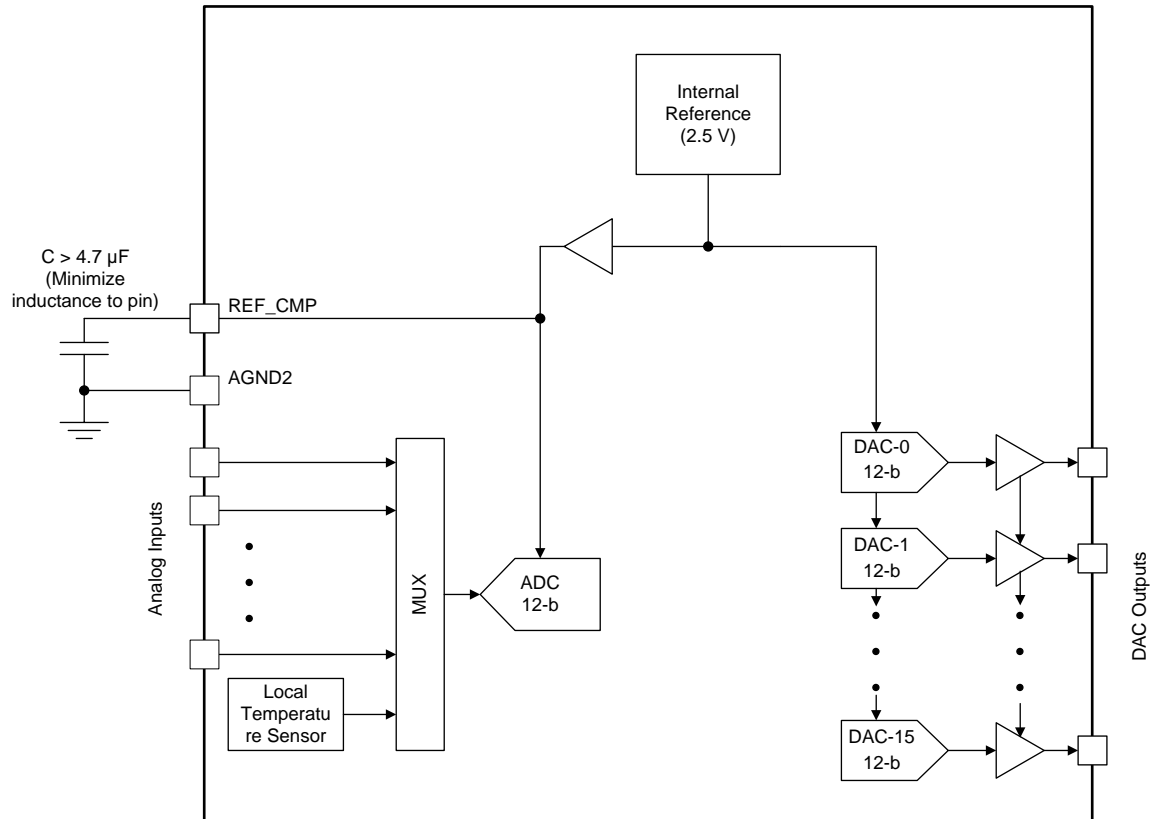 Internal
Reference
(2.5 V)
C > 4.7 µF
(Minimize
inductance to pin)
REF_CMP
AGND2
Analog Inputs
MUX
ADC
12-b
Local
Temperatu
re Sensor
DAC-0
12-b
DAC-1
12-b
DAC-15
12-b
DAC Outputs